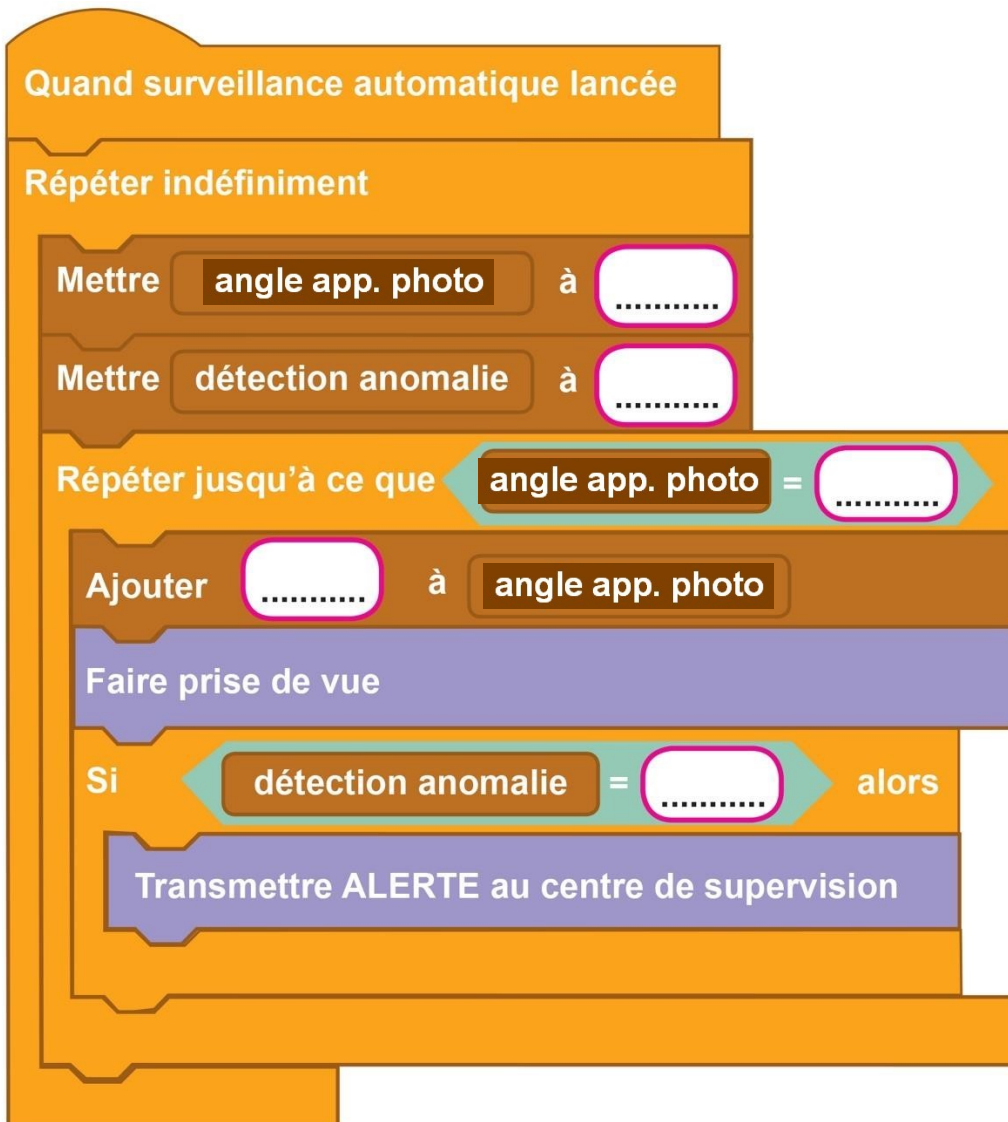 Quand surveillance automatique lancée
Répéter indéfiniment
Mettre angle app. photo à ...........
Mettre détection anomalie à ...........
Répéter jusqu'à ce que angle app. photo = ...........
Ajouter ........... à angle app. photo
Faire prise de vue
Si détection anomalie = ........... alors
Transmettre ALERTE au centre de supervision